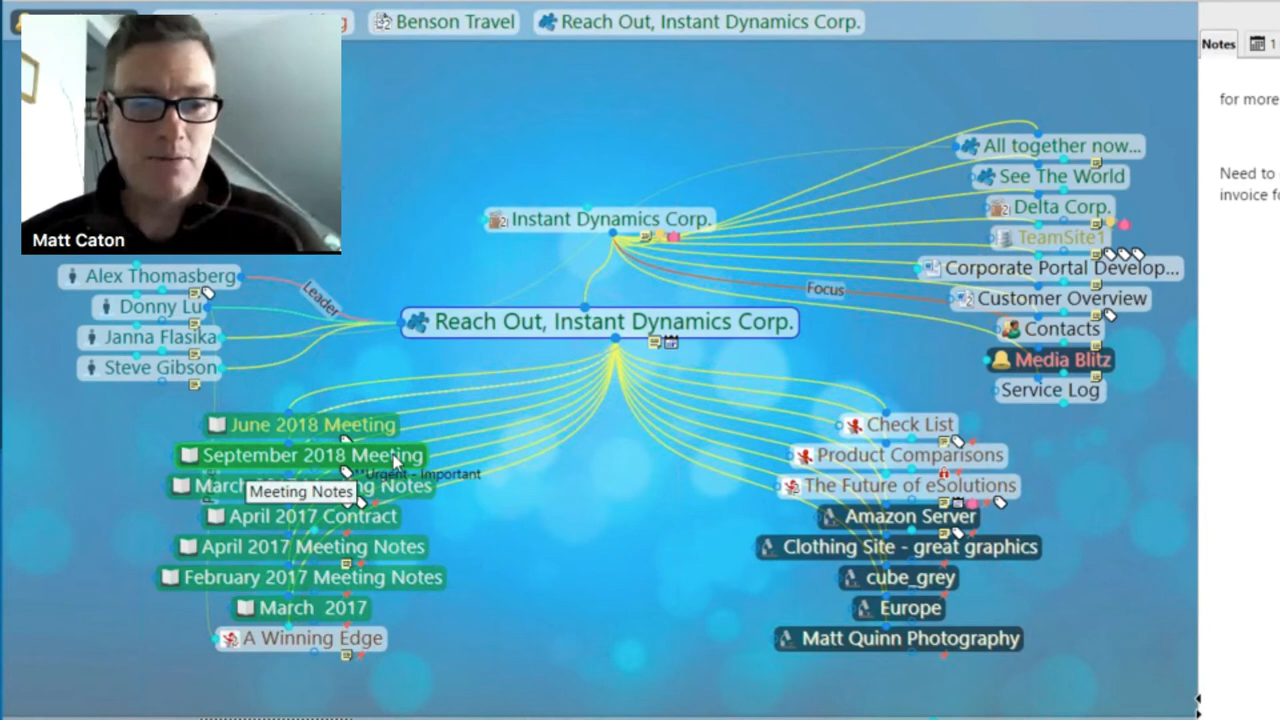 Benson Travel
Reach Out, Instant Dynamics Corp.
Notes
1
for more
Need to
invoice fo
Matt Caton
All together now...
See The World
Instant Dynamics Corp.
Delta Corp.
TeamSite1
Alex Thomasberg
Leader
Focus
Corporate Portal Develop...
Donny Lu
Customer Overview
Reach Out, Instant Dynamics Corp.
Contacts
Janna Flasika
Media Blitz
Steve Gibson
Service Log
June 2018 Meeting
Check List
September 2018 Meeting
Product Comparisons
Urgent - Important
March
ng Notes
Meeting Notes
The Future of eSolutions
April 2017 Contract
Amazon Server
April 2017 Meeting Notes
Clothing Site - great graphics
February 2017 Meeting Notes
cube_grey
March 2017
Europe
A Winning Edge
Matt Quinn Photography